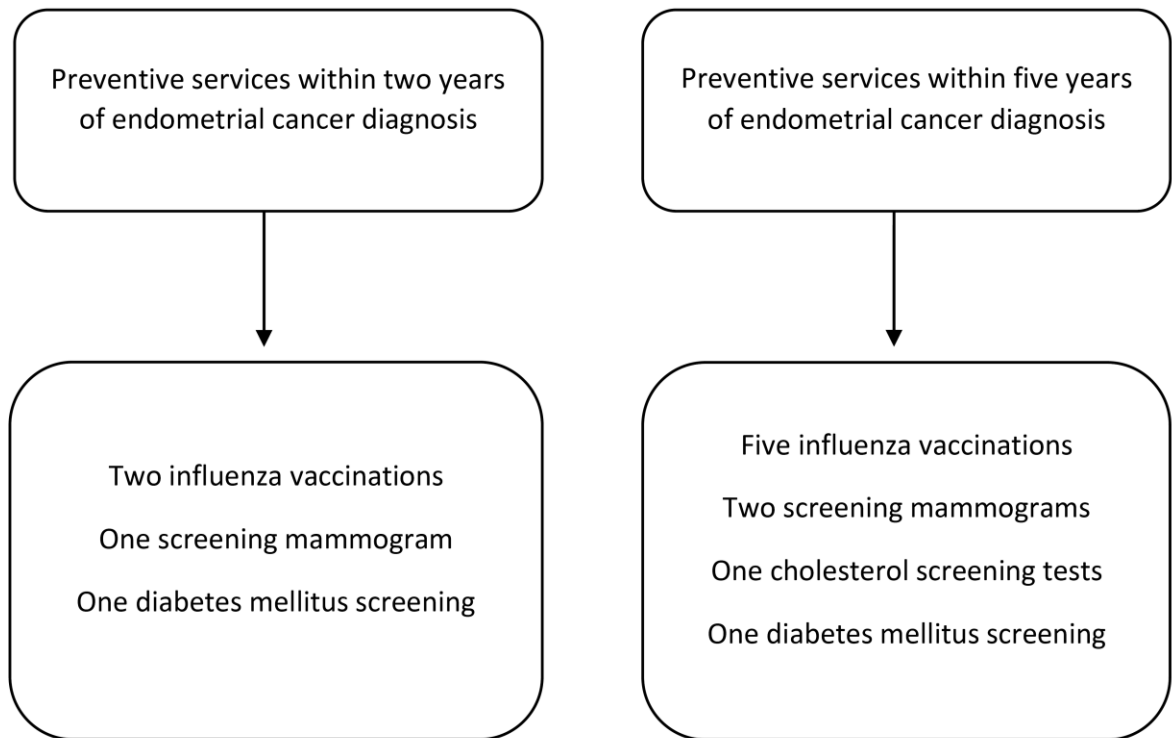 Preventive services within two years
of endometrial cancer diagnosis
Two influenza vaccinations
One screening mammogram
One diabetes mellitus screening
Preventive services within five years
of endometrial cancer diagnosis
Five influenza vaccinations
Two screening mammograms
One cholesterol screening tests
One diabetes mellitus screening